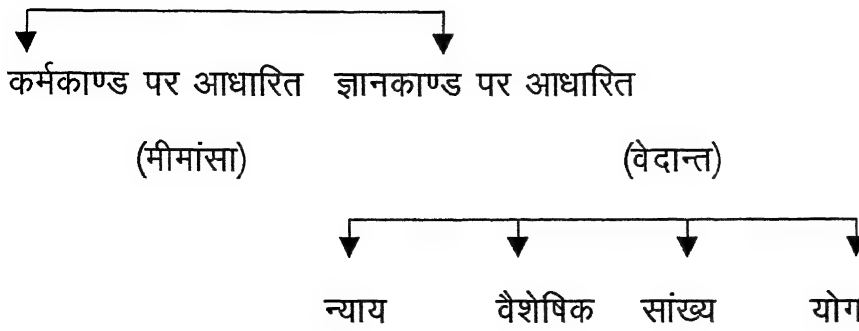 कर्मकाण्ड पर आधारित ज्ञानकाण्ड पर आधारित
(मीमांसा) (वेदान्त)
न्याय वैशेषिक सांख्य योग